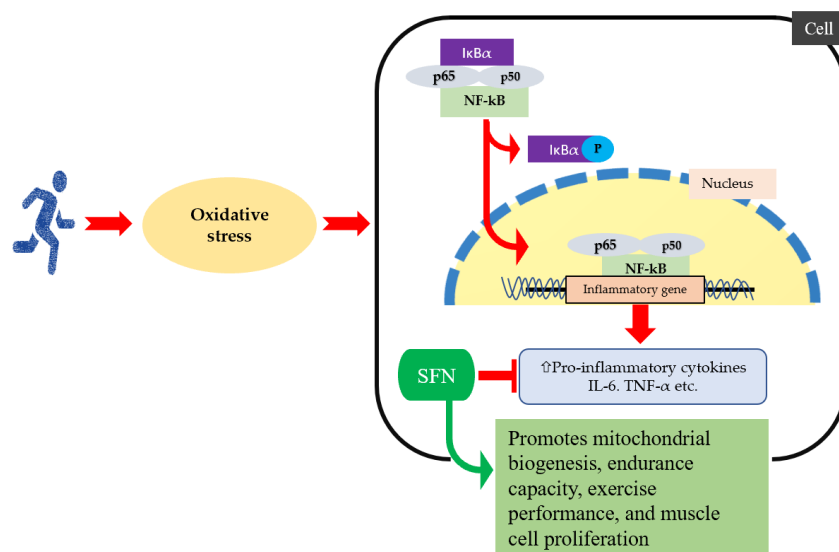 Cell
IκBα
p65
p50
NF-kB
IκBα
P
Nucleus
Oxidative
stress
p65
p50
NF-kB
Inflammatory gene
⇧Pro-inflammatory cytokines
IL-6. TNF-α etc.
SFN
Promotes mitochondrial
biogenesis, endurance
capacity, exercise
performance, and muscle
cell proliferation